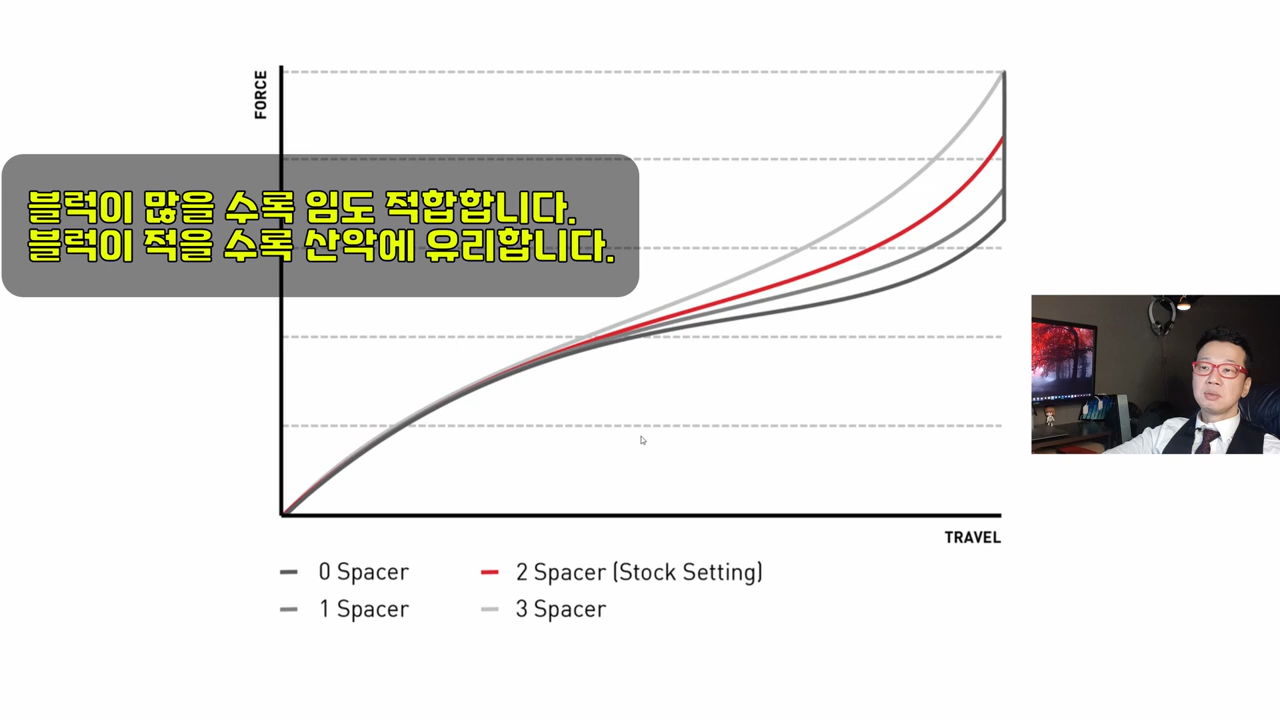 FORCE
블럭이 많을 수록 임도 적합합니다.
블럭이 적을 수록 산악에 유리합니다.
TRAVEL
0 Spacer
2 Spacer (Stock Setting)
1 Spacer
3 Spacer